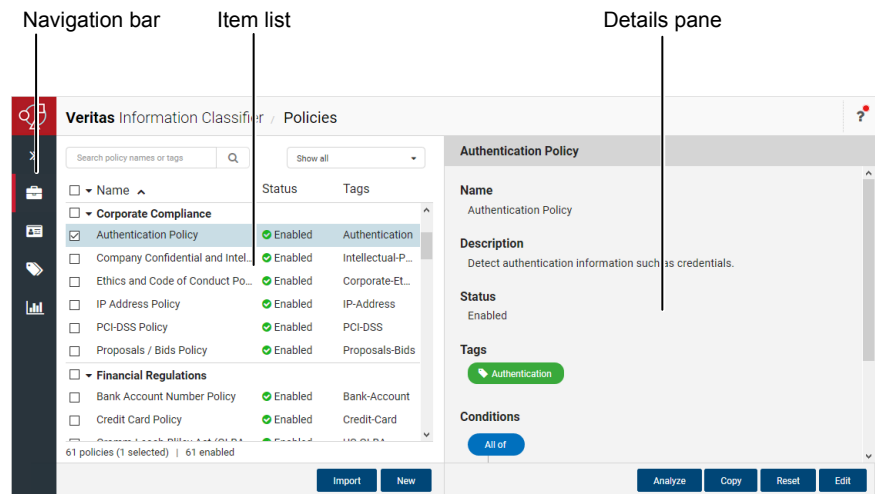 Navigation bar Item list Details pane
Veritas Information Classifier / Policies ?
Search policy names or tags Show all Authentication Policy
Name Status Tags Name
Corporate Compliance Authentication Policy
Authentication Policy Enabled Authentication
Description
Company Confidential and Intel... Enabled Intellectual-P...
Detect authentication information such as credentials.
Ethics and Code of Conduct Po... Enabled Corporate-Et...
Status
IP Address Policy Enabled IP-Address
Enabled
PCI-DSS Policy Enabled PCI-DSS
Proposals / Bids Policy Enabled Proposals-Bids
Tags
Authentication
Financial Regulations
Bank Account Number Policy Enabled Bank-Account
Credit Card Policy Enabled Credit-Card
Conditions
All of
61 policies (1 selected) | 61 enabled
Import New Analyze Copy Reset Edit